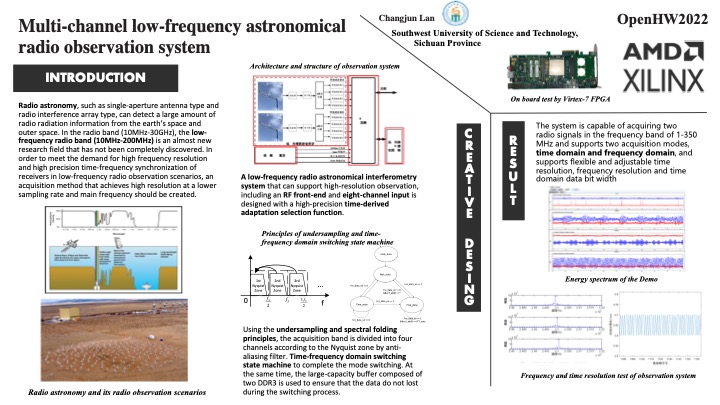 Multi-channel low-frequency astronomical
radio observation system
Changjun Lan
Southwest University of Science and Technology,
Sichuan Province
OpenHW2022
AMD
XILINX
On board test by Virtex-7 FPGA
INTRODUCTION
Radio astronomy, such as single-aperture antenna type and
radio interference array type, can detect a large amount of
radio radiation information from the earth's space and
outer space. In the radio band (10MHz-30GHz), the low-
frequency radio band (10MHz-200MHz) is an almost new
research field that has not been completely discovered. In
order to meet the demand for high frequency resolution
and high precision time-frequency synchronization of
receivers in low-frequency radio observation scenarios, an
acquisition method that achieves high resolution at a lower
sampling rate and main frequency should be created.
Radio astronomy and its radio observation scenarios
Architecture and structure of observation system
A low-frequency radio astronomical interferometry
system that can support high-resolution observation,
including an RF front-end and eight-channel input is
designed with a high-precision time-derived
adaptation selection function.
Principles of undersampling and time-
frequency domain switching state machine
1st Nyquist Zone
2nd Nyquist Zone
3rd Nyquist Zone
...
0
f
Using the undersampling and spectral folding
principles, the acquisition band is divided into four
channels according to the Nyquist zone by anti-
aliasing filter. Time-frequency domain switching
state machine to complete the mode switching. At
the same time, the large-capacity buffer composed of
two DDR3 is used to ensure that the data do not lost
during the switching process.
CREATIVE DESING
RESULT
The system is capable of acquiring two
radio signals in the frequency band of 1-350
MHz and supports two acquisition modes,
time domain and frequency domain, and
supports flexible and adjustable time
resolution, frequency resolution and time
domain data bit width
Energy spectrum of the Demo
Frequency and time resolution test of observation system